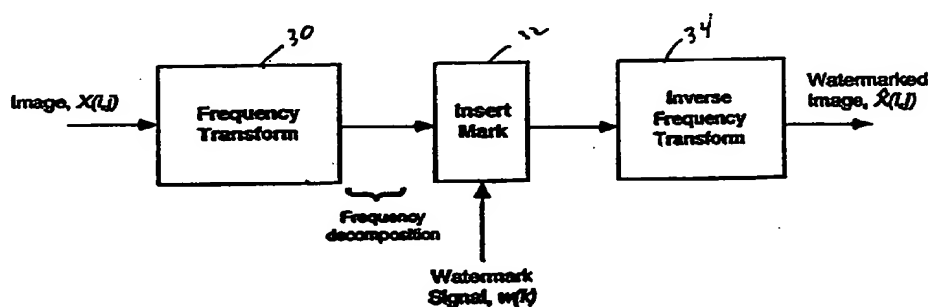 30
32
34
Image, X(i,j)
Frequency
Transform
Insert
Mark
Inverse
Frequency
Transform
Watermarked
Image, X̂(i,j)
Frequency
decomposition
Watermark
Signal, w(k)